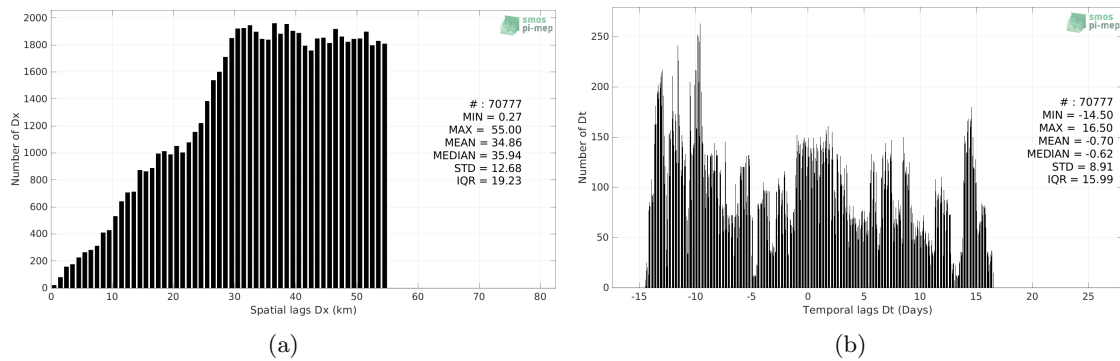 2000
1800
1600
1400
1200
1000
800
600
400
200
0
Number of Dx
0 10 20 30 40 50 60 70 80
Spatial lags Dx (km)
smos
pi-mep
# : 70777
MIN = 0.27
MAX = 55.00
MEAN = 34.86
MEDIAN = 35.94
STD = 12.68
IQR = 19.23
(a)
250
200
150
100
50
0
Number of Dt
-15 -10 -5 0 5 10 15 20 25
Temporal lags Dt (Days)
smos
pi-mep
# : 70777
MIN = -14.50
MAX = 16.50
MEAN = -0.70
MEDIAN = -0.62
STD = 8.91
IQR = 15.99
(b)